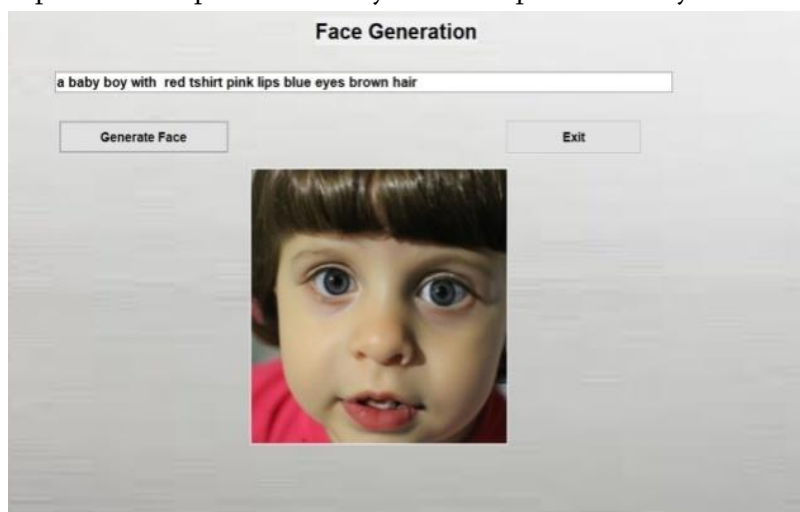 Face Generation
a baby boy with  red tshirt pink lips blue eyes brown hair
Generate Face
Exit